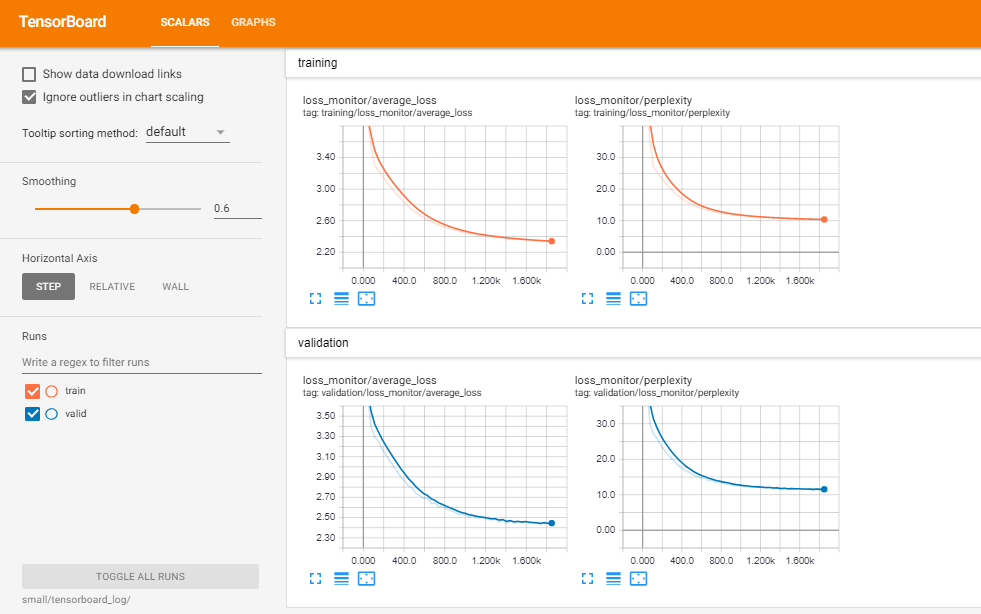 TensorBoard
SCALARS GRAPHS
Show data download links
Ignore outliers in chart scaling
Tooltip sorting method: default
Smoothing
0.6
Horizontal Axis
STEP RELATIVE WALL
Runs
Write a regex to filter runs
train
valid
TOGGLE ALL RUNS
small/tensorboard_log/
training
loss_monitor/average_loss
tag: training/loss_monitor/average_loss
3.40
3.00
2.60
2.20
0.000 400.0 800.0 1.200k 1.600k
loss_monitor/perplexity
tag: training/loss_monitor/perplexity
30.0
20.0
10.0
0.00
0.000 400.0 800.0 1.200k 1.600k
validation
loss_monitor/average_loss
tag: validation/loss_monitor/average_loss
3.50
3.30
3.10
2.90
2.70
2.50
2.30
0.000 400.0 800.0 1.200k 1.600k
loss_monitor/perplexity
tag: validation/loss_monitor/perplexity
30.0
20.0
10.0
0.00
0.000 400.0 800.0 1.200k 1.600k